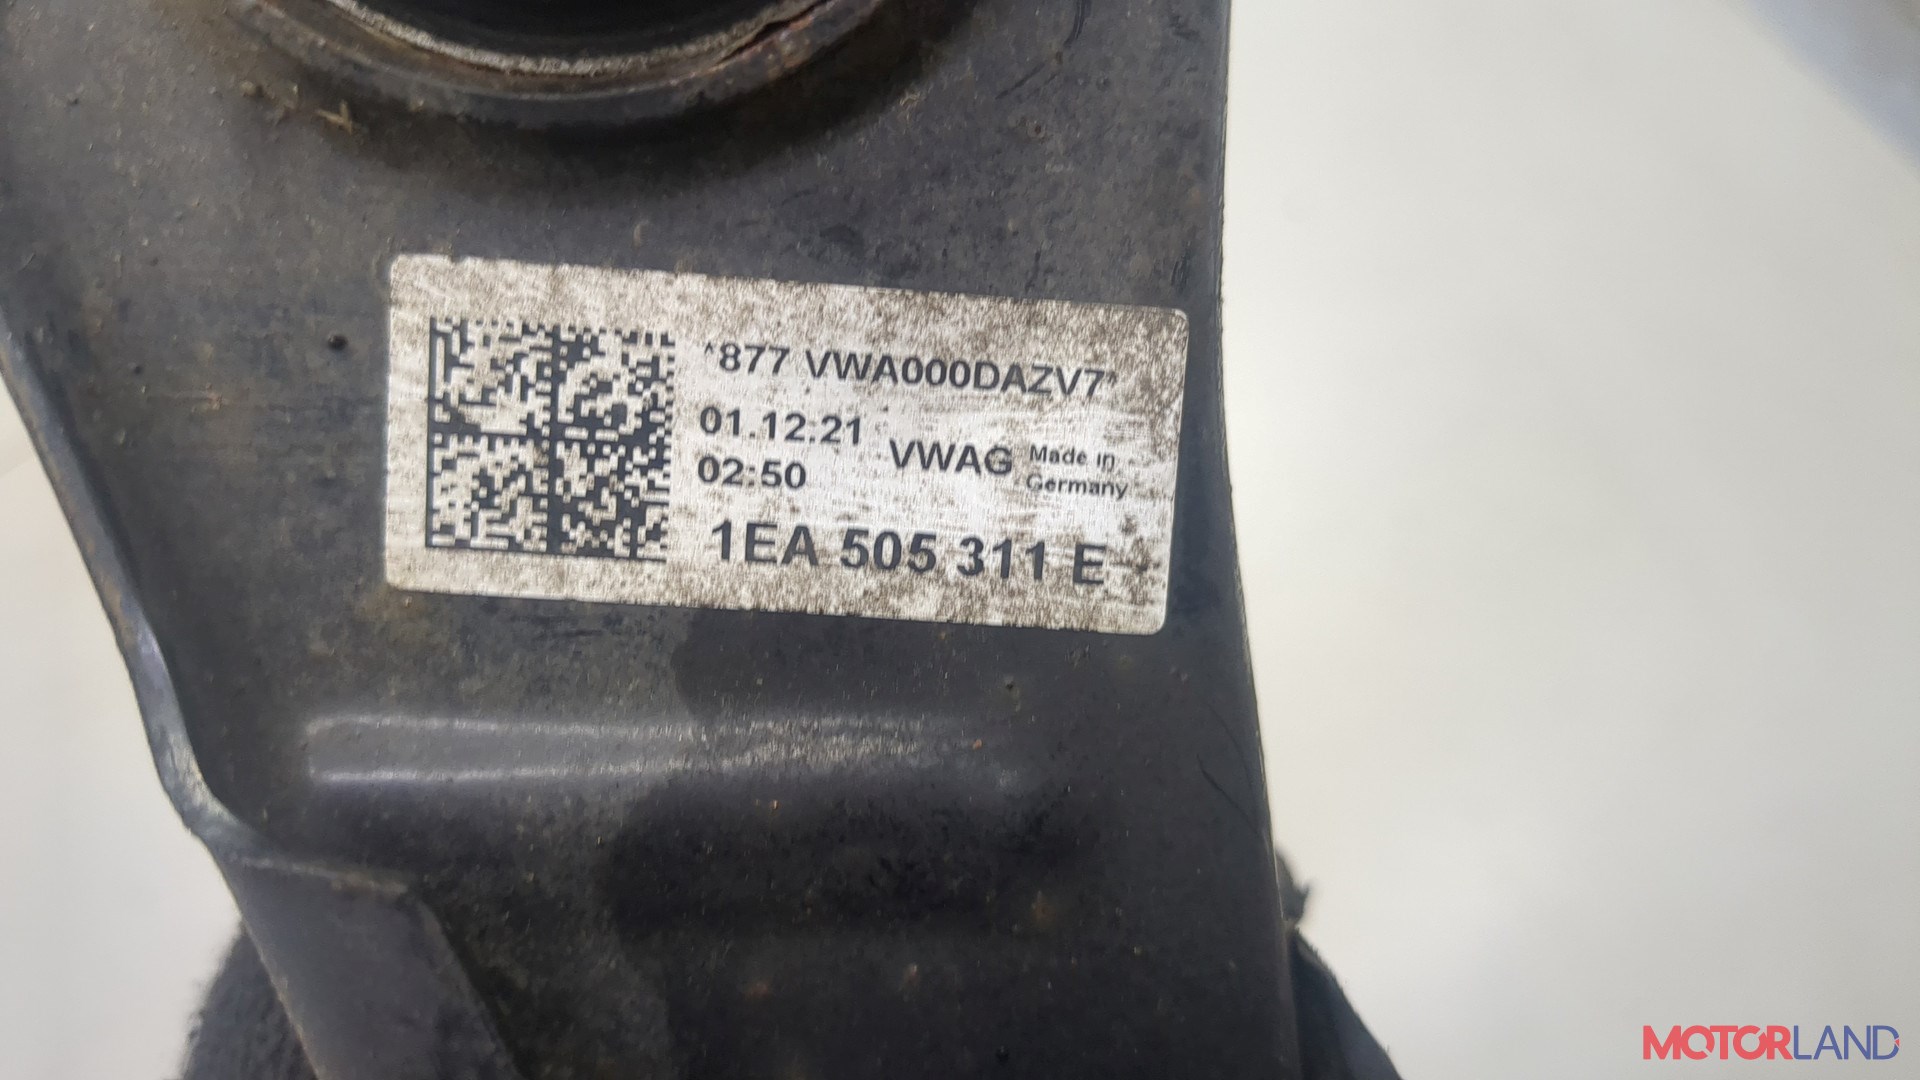 *877 VWA000DAZV7*
01.12.21
02:50
VWAG
Made in
Germany
1EA 505 311 E
MOTORLAND